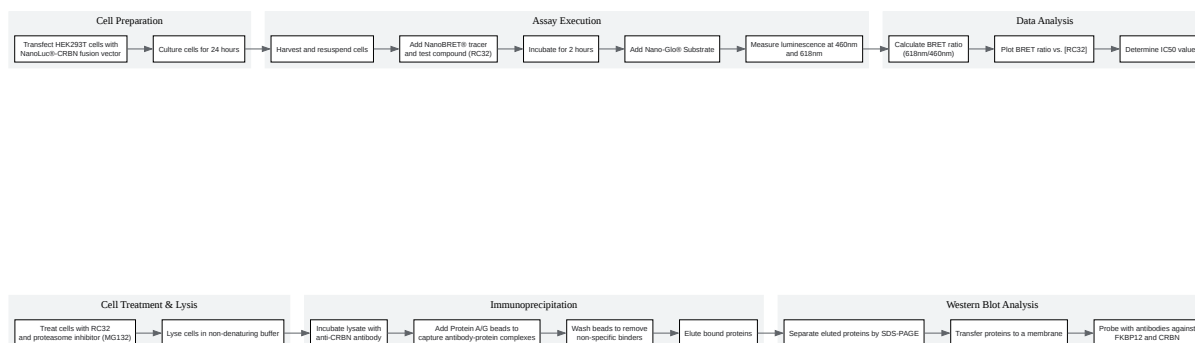 Cell Preparation
Assay Execution
Data Analysis
Transfect HEK293T cells with
NanoLuc®-CRBN fusion vector
Culture cells for 24 hours
Harvest and resuspend cells
Add NanoBRET® tracer
and test compound (RC32)
Incubate for 2 hours
Add Nano-Glo® Substrate
Measure luminescence at 460nm
and 618nm
Calculate BRET ratio
(618nm/460nm)
Plot BRET ratio vs. [RC32]
Determine IC50 value
Cell Treatment & Lysis
Immunoprecipitation
Western Blot Analysis
Treat cells with RC32
and proteasome inhibitor (MG132)
Lyse cells in non-denaturing buffer
Incubate lysate with
anti-CRBN antibody
Add Protein A/G beads to
capture antibody-protein complexes
Wash beads to remove
non-specific binders
Elute bound proteins
Separate eluted proteins by SDS-PAGE
Transfer proteins to a membrane
Probe with antibodies against
FKBP12 and CRBN